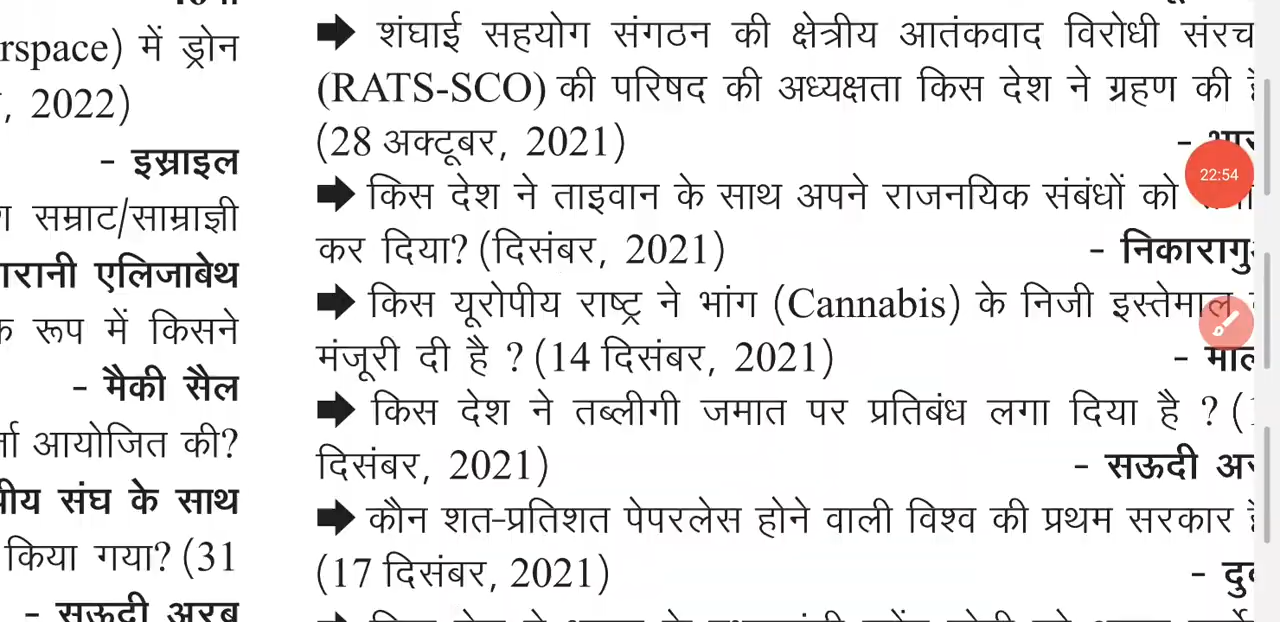 rspace) में ड्रोन
, 2022)
- इस्राइल
सम्राट/साम्राज्ञी
एलिजाबेथ
रूप में किसने
- मैकी सैल
आयोजित की?
संघ के साथ
किया गया? (31
- सऊदी अरब
➡ शंघाई सहयोग संगठन की क्षेत्रीय आतंकवाद विरोधी
(RATS-SCO) की परिषद की अध्यक्षता किस देश ने ग्रहण की
(28 अक्टूबर, 2021) -
➡ किस देश ने ताइवान के साथ अपने राजनयिक संबंधों को
कर दिया? (दिसंबर, 2021) -
➡ किस यूरोपीय राष्ट्र ने भांग (Cannabis) के निजी इस्तेमाल
मंजूरी दी है ? (14 दिसंबर, 2021) -
➡ किस देश ने तब्लीगी जमात पर प्रतिबंध लगा दिया है ? (
दिसंबर, 2021) - सऊदी
➡ कौन शत-प्रतिशत पेपरलेस होने वाली विश्व की प्रथम सरकार
(17 दिसंबर, 2021) -
22:54